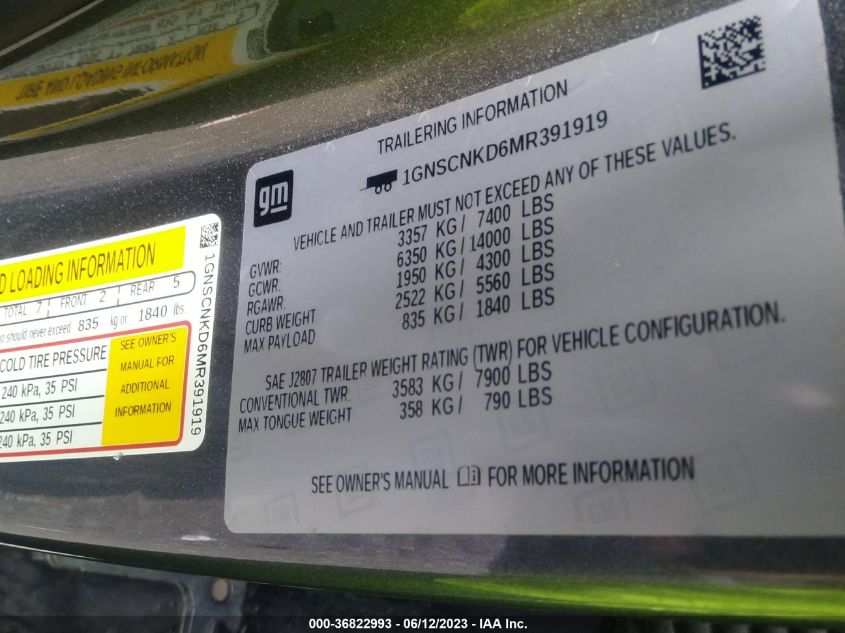 TRAILERING INFORMATION
gm
1GNSCNKD6MR391919
VEHICLE AND TRAILER MUST NOT EXCEED ANY OF THESE VALUES.
GVWR: 3357 KG/ 7400 LBS
GCWR: 6350 KG/ 14000 LBS
RGAWR: 1950 KG/ 4300 LBS
CURB WEIGHT 2522 KG/ 5560 LBS
MAX PAYLOAD 835 KG/ 1840 LBS
SAE J2807 TRAILER WEIGHT RATING (TWR) FOR VEHICLE CONFIGURATION.
CONVENTIONAL TWR. 3583 KG/ 7900 LBS
MAX TONGUE WEIGHT 358 KG/ 790 LBS
SEE OWNER'S MANUAL FOR MORE INFORMATION
LOADING INFORMATION
TOTAL 7 FRONT 2 REAR 5
should never exceed 835 kg or 1840 lbs
COLD TIRE PRESSURE
240 kPa, 35 PSI
240 kPa, 35 PSI
240 kPa, 35 PSI
SEE OWNER'S
MANUAL FOR
ADDITIONAL
INFORMATION
1GNSCNKD6MR391919
000-36822993 - 06/12/2023 - IAA Inc.